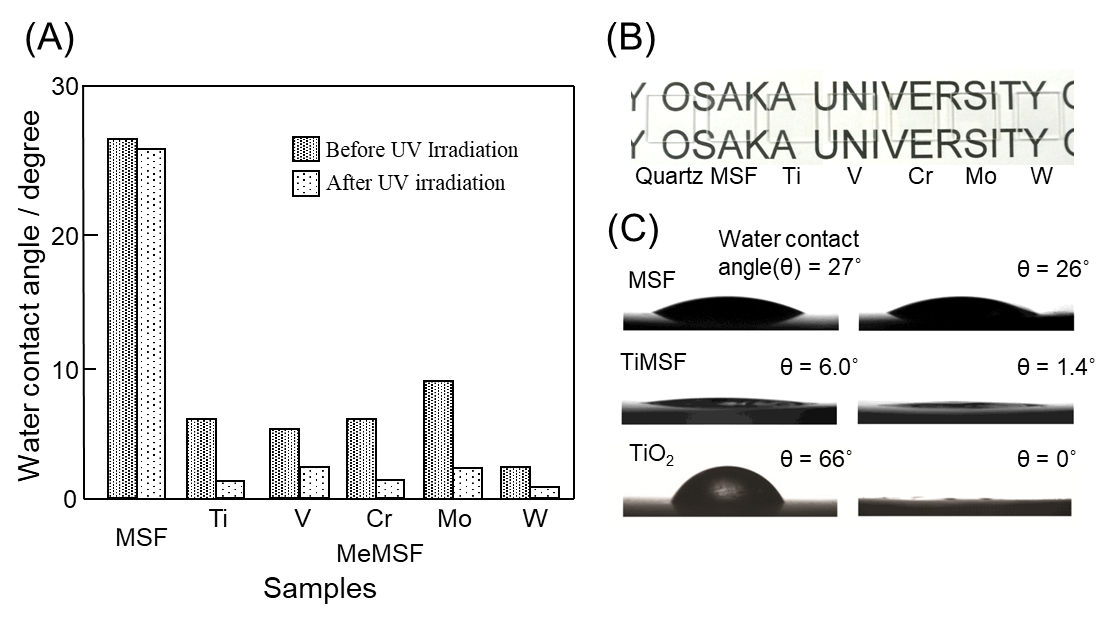 (A)
30
20
10
0
Water contact angle / degree
Before UV Irradiation
After UV irradiation
MSF
Ti V Cr Mo W
MeMSF
Samples
(B)
Y OSAKA UNIVERSITY O
Y OSAKA UNIVERSITY O
Quartz MSF Ti V Cr Mo W
(C)
Water contact
angle(θ) = 27°
θ = 26°
MSF
TiMSF
θ = 6.0°
θ = 1.4°
TiO₂
θ = 66°
θ = 0°